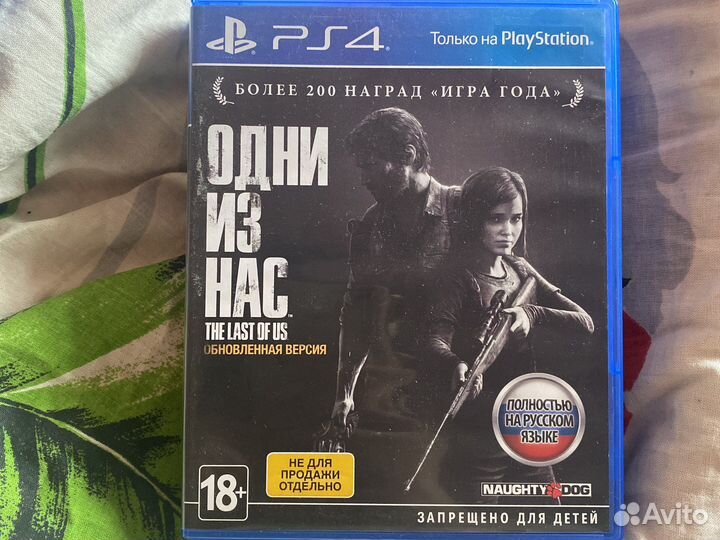 PS4
Только на PlayStation
БОЛЕЕ 200 НАГРАД «ИГРА ГОДА»
ОДНИ
ИЗ
НАС™
THE LAST OF US
ОБНОВЛЕННАЯ ВЕРСИЯ
ПОЛНОСТЬЮ
НА РУССКОМ
ЯЗЫКЕ
НЕ ДЛЯ
ПРОДАЖИ
ОТДЕЛЬНО
18+
NAUGHTY DOG
ЗАПРЕЩЕНО ДЛЯ ДЕТЕЙ
Avito